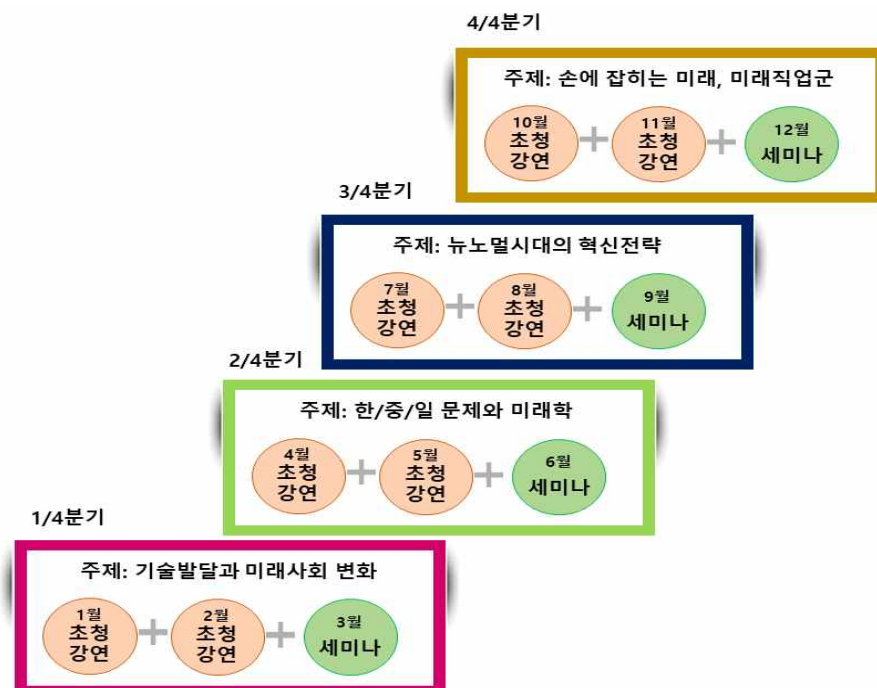 4/4분기
주제: 손에 잡히는 미래, 미래직업군
10월
초청
강연
+
11월
초청
강연
+
12월
세미나
3/4분기
주제: 뉴노멀시대의 혁신전략
7월
초청
강연
+
8월
초청
강연
+
9월
세미나
2/4분기
주제: 한/중/일 문제와 미래학
4월
초청
강연
+
5월
초청
강연
+
6월
세미나
1/4분기
주제: 기술발달과 미래사회 변화
1월
초청
강연
+
2월
초청
강연
+
3월
세미나